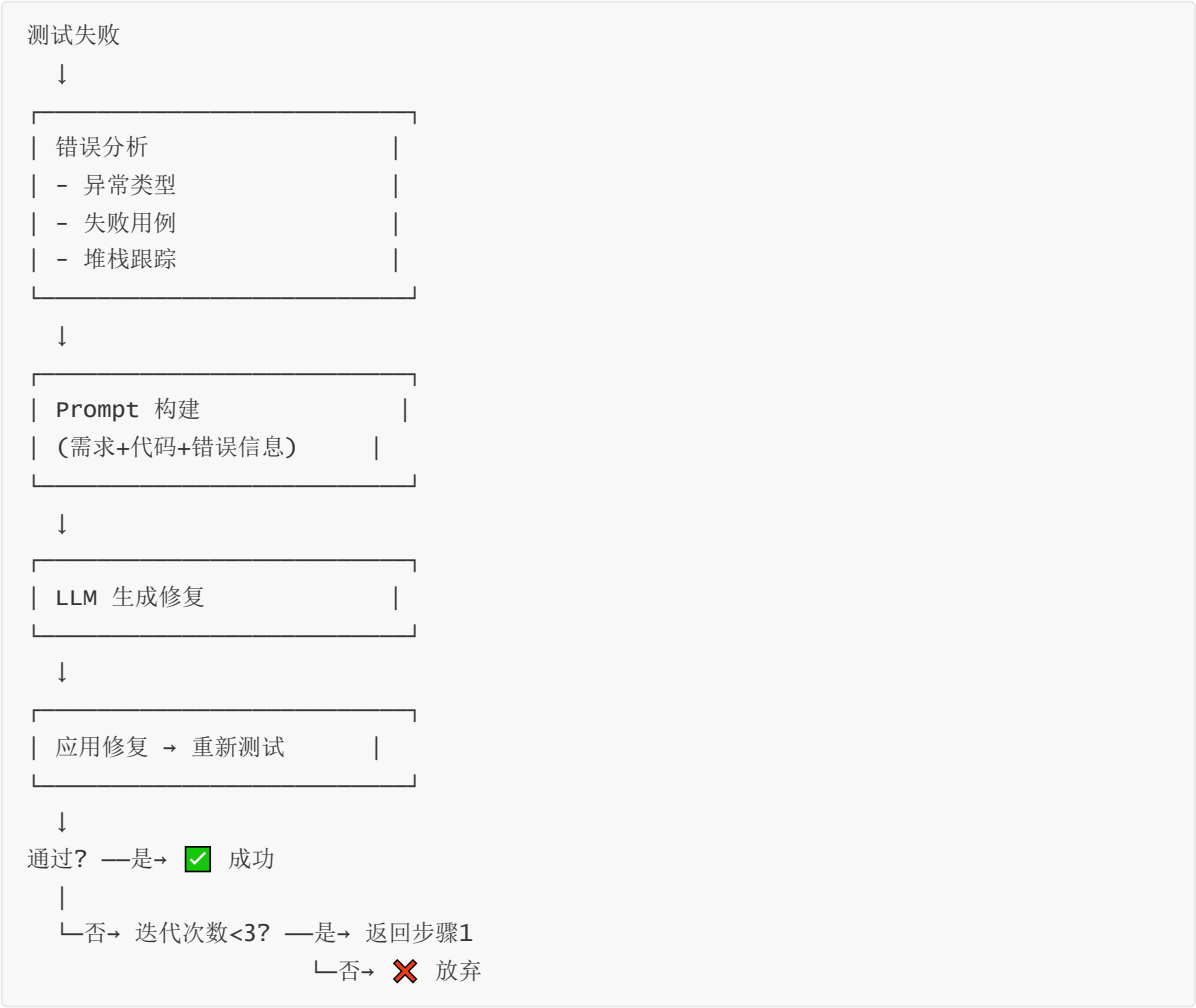 测试失败
↓
错误分析
- 异常类型
- 失败用例
- 堆栈跟踪
↓
Prompt 构建
(需求+代码+错误信息)
↓
LLM 生成修复
↓
应用修复 → 重新测试
↓
通过? ──是→ ✅ 成功
│
└─否→ 迭代次数<3? ──是→ 返回步骤1
└─否→ ❌ 放弃